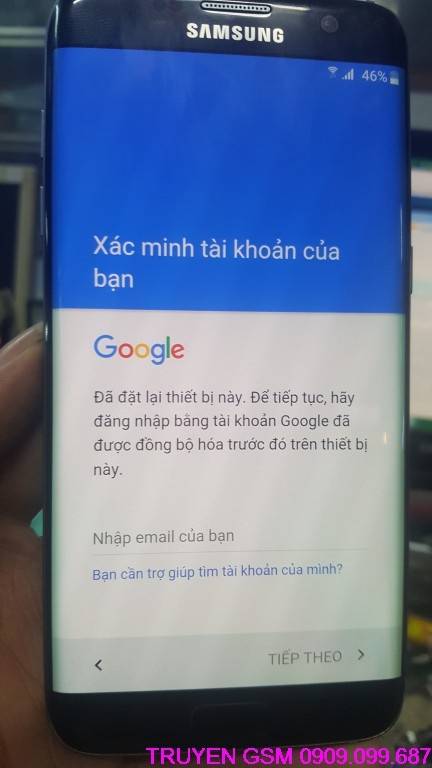 SAMSUNG
46%
Xác minh tài khoản của
bạn
Google
Đã đặt lại thiết bị này. Để tiếp tục, hãy
đăng nhập bằng tài khoản Google đã
được đồng bộ hóa trước đó trên thiết bị
này.
Nhập email của bạn
Bạn cần trợ giúp tìm tài khoản của mình?
TIẾP THEO
TRUYEN GSM 0909.099.687